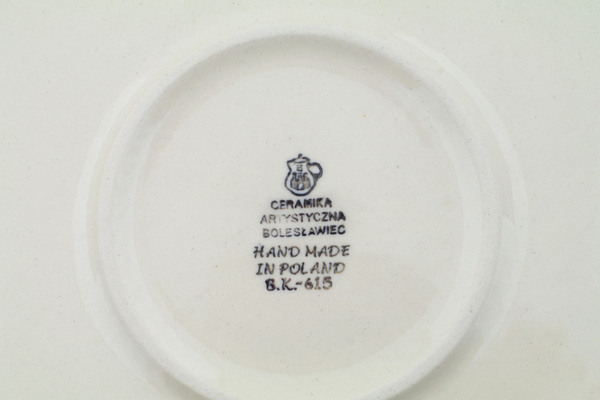 CERAMIKA
ARTYSTYCZNA
BOLESŁAWIEC
HAND MADE
IN POLAND
B.K.-615